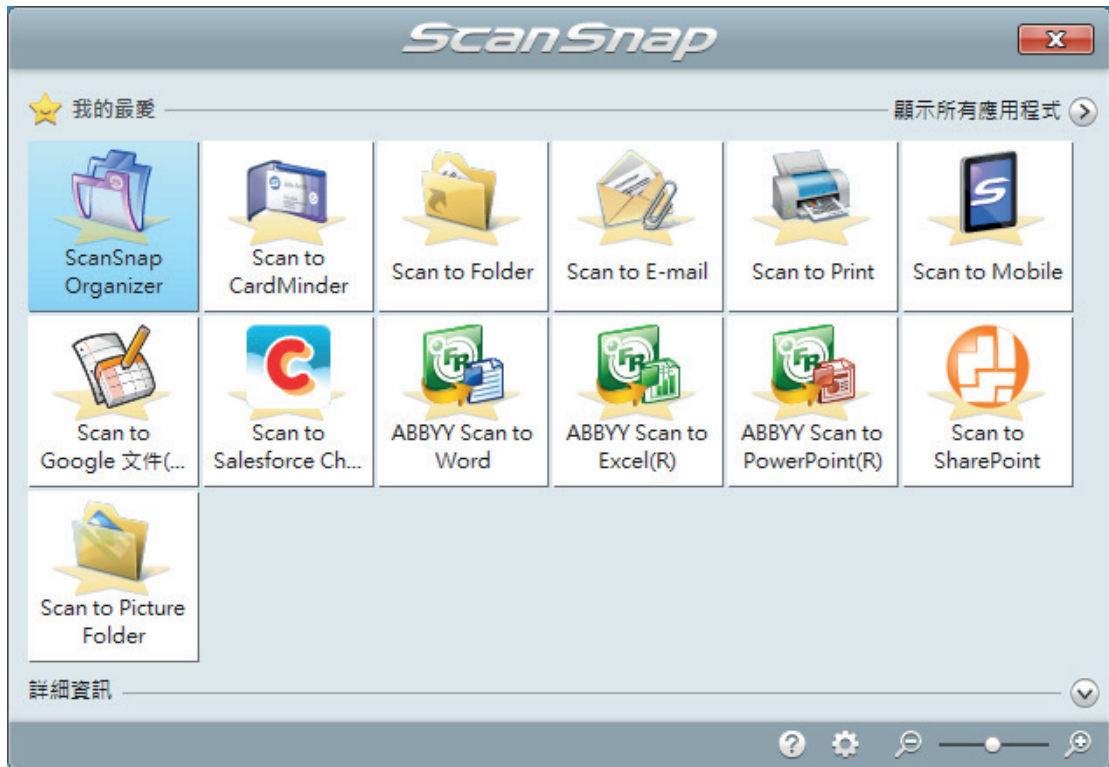 ScanSnap
我的最愛
顯示所有應用程式
ScanSnap
Organizer
Scan to
CardMinder
Scan to Folder
Scan to E-mail
Scan to Print
Scan to Mobile
Scan to
Google 文件(...
Scan to
Salesforce Ch...
ABBYY Scan to
Word
ABBYY Scan to
Excel(R)
ABBYY Scan to
PowerPoint(R)
Scan to
SharePoint
Scan to Picture
Folder
詳細資訊